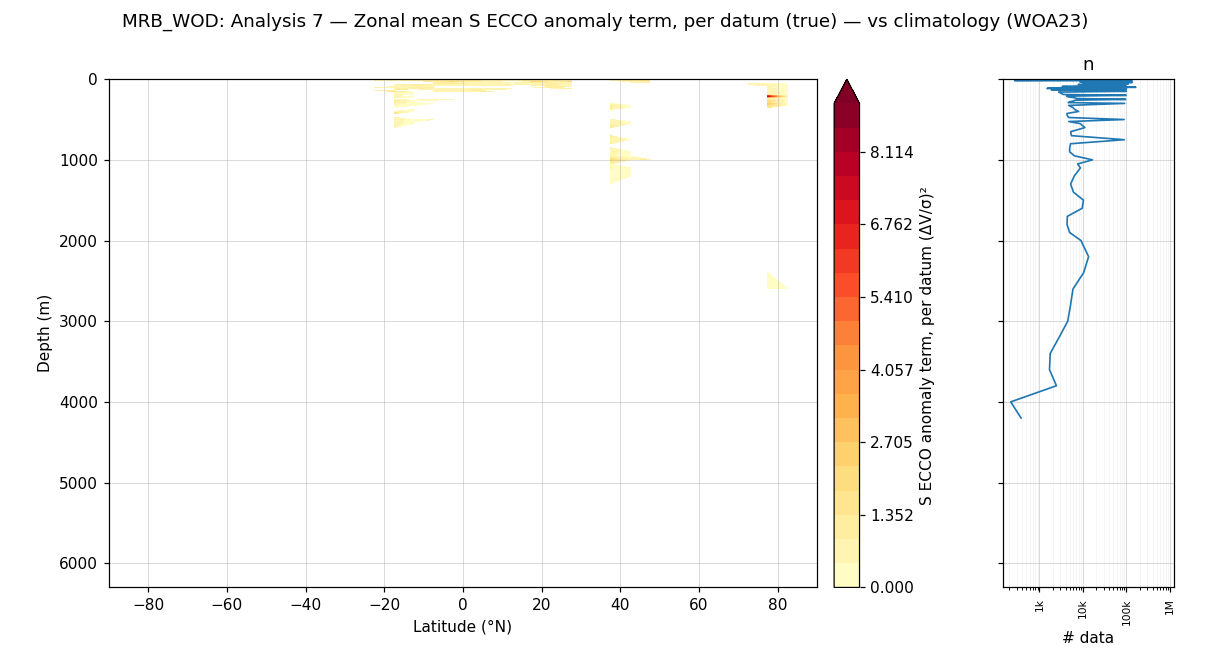 MRB_WOD: Analysis 7 — Zonal mean S ECCO anomaly term, per datum (true) — vs climatology (WOA23)
n
0
1000
2000
3000
4000
5000
6000
Depth (m)
−80
−60
−40
−20
0
20
40
60
80
Latitude (°N)
8.114
6.762
5.410
4.057
2.705
1.352
0.000
S ECCO anomaly term, per datum (ΔV/σ)²
1k
10k
100k
1M
# data